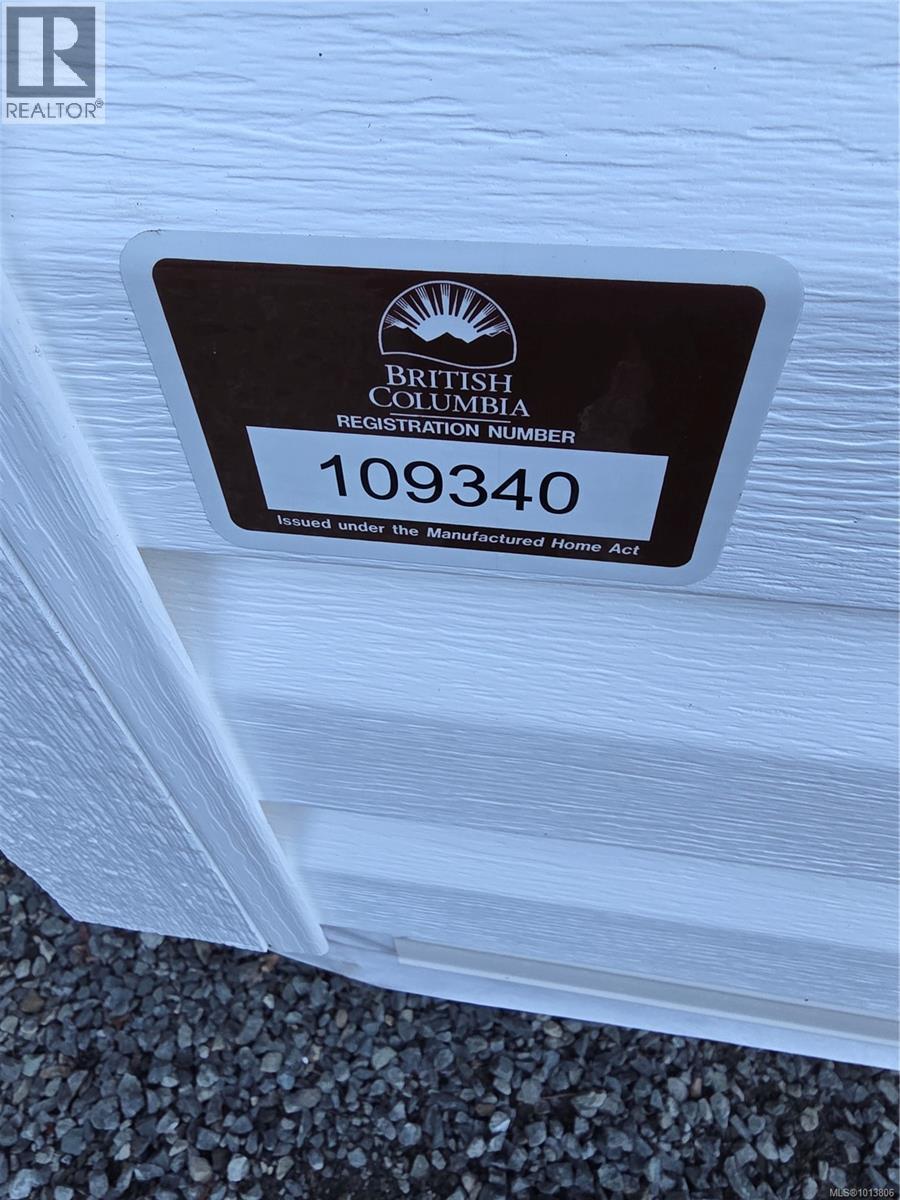 R
REALTOR®
BRITISH
COLUMBIA
REGISTRATION NUMBER
109340
Issued under the Manufactured Home Act
MLS®1013806